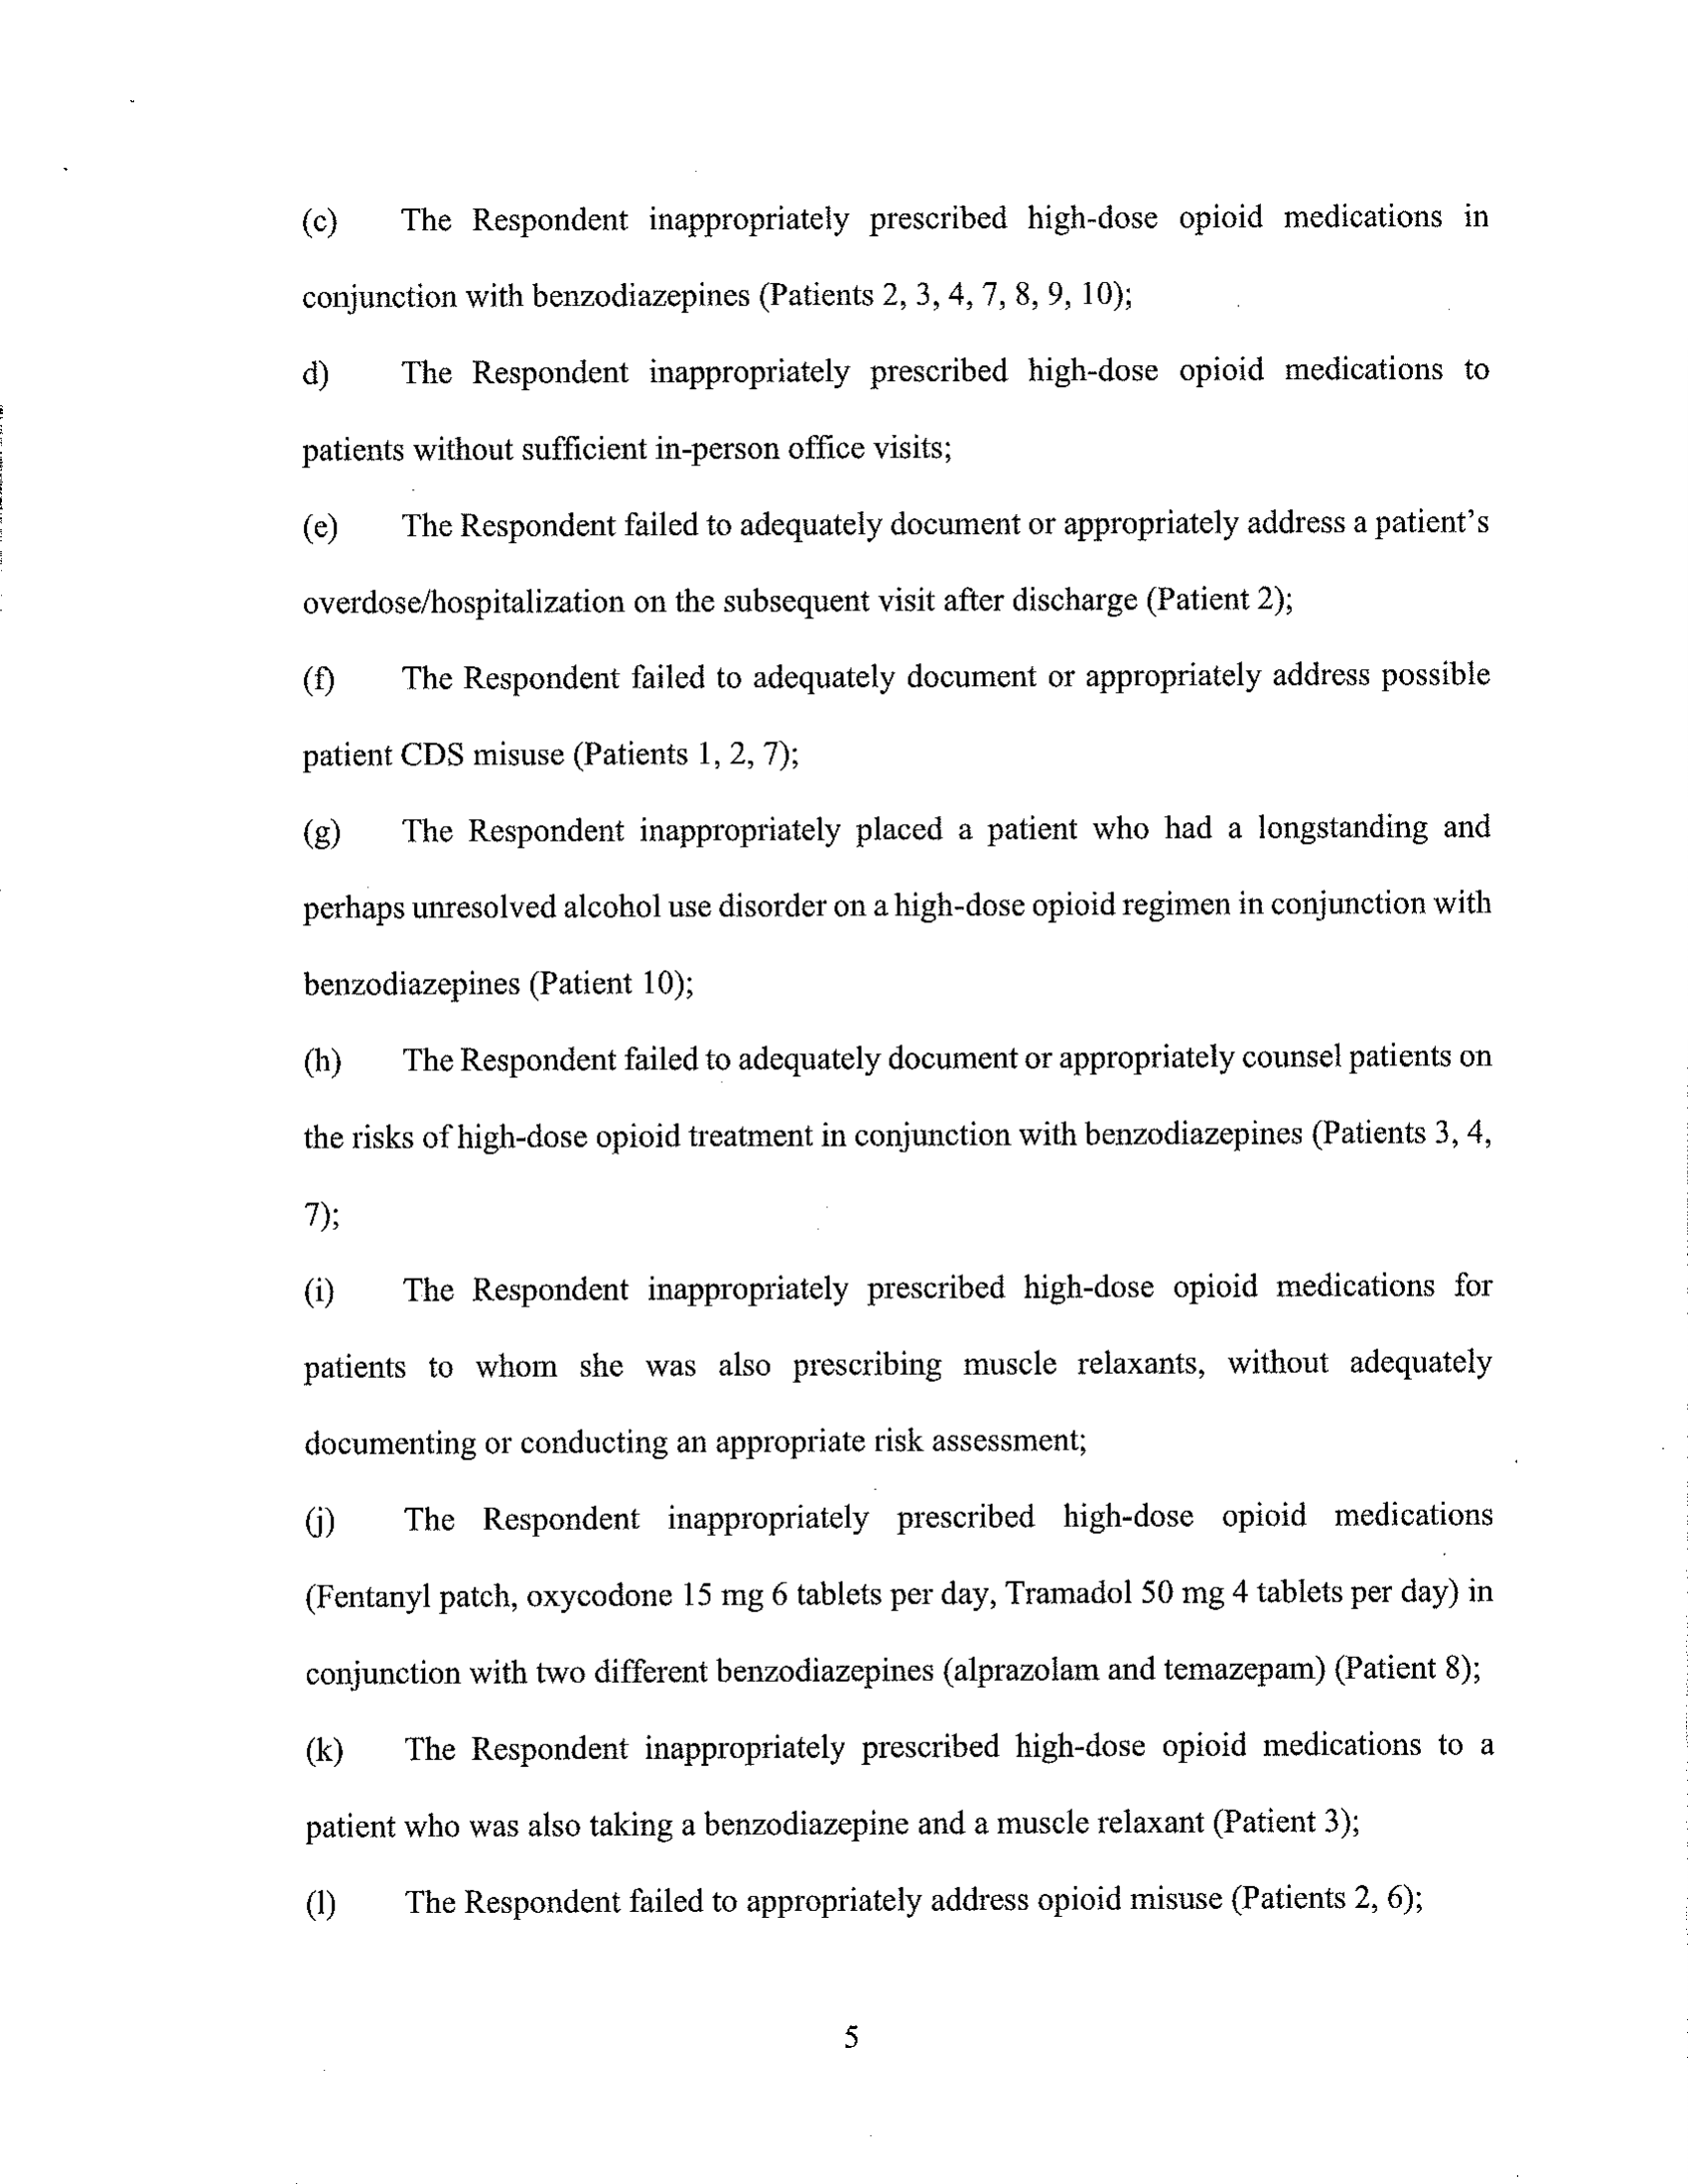 (c) The Respondent inappropriately prescribed high-dose opioid medications in
conjunction with benzodiazepines (Patients 2, 3, 4, 7, 8, 9, 10);
d) The Respondent inappropriately prescribed high-dose opioid medications to
patients without sufficient in-person office visits;
(e) The Respondent failed to adequately document or appropriately address a patient's
overdose/hospitalization on the subsequent visit after discharge (Patient 2);
(f) The Respondent failed to adequately document or appropriately address possible
patient CDS misuse (Patients 1, 2, 7);
(g) The Respondent inappropriately placed a patient who had a longstanding and
perhaps unresolved alcohol use disorder on a high-dose opioid regimen in conjunction with
benzodiazepines (Patient 10);
(h) The Respondent failed to adequately document or appropriately counsel patients on
the risks of high-dose opioid treatment in conjunction with benzodiazepines (Patients 3, 4,
7);
(i) The Respondent inappropriately prescribed high-dose opioid medications for
patients to whom she was also prescribing muscle relaxants, without adequately
documenting or conducting an appropriate risk assessment;
(j) The Respondent inappropriately prescribed high-dose opioid medications
(Fentanyl patch, oxycodone 15 mg 6 tablets per day, Tramadol 50 mg 4 tablets per day) in
conjunction with two different benzodiazepines (alprazolam and temazepam) (Patient 8);
(k) The Respondent inappropriately prescribed high-dose opioid medications to a
patient who was also taking a benzodiazepine and a muscle relaxant (Patient 3);
(l) The Respondent failed to appropriately address opioid misuse (Patients 2, 6);
5